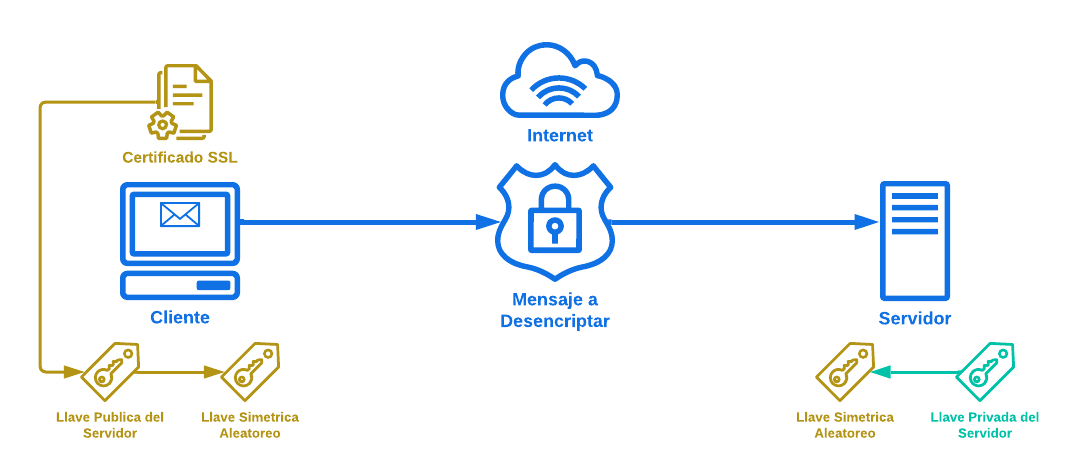 Internet
Certificado SSL
Mensaje a
Desencriptar
Cliente
Servidor
Llave Publica del
Servidor
Llave Simetrica
Aleatoreo
Llave Simetrica
Aleatoreo
Llave Privada del
Servidor